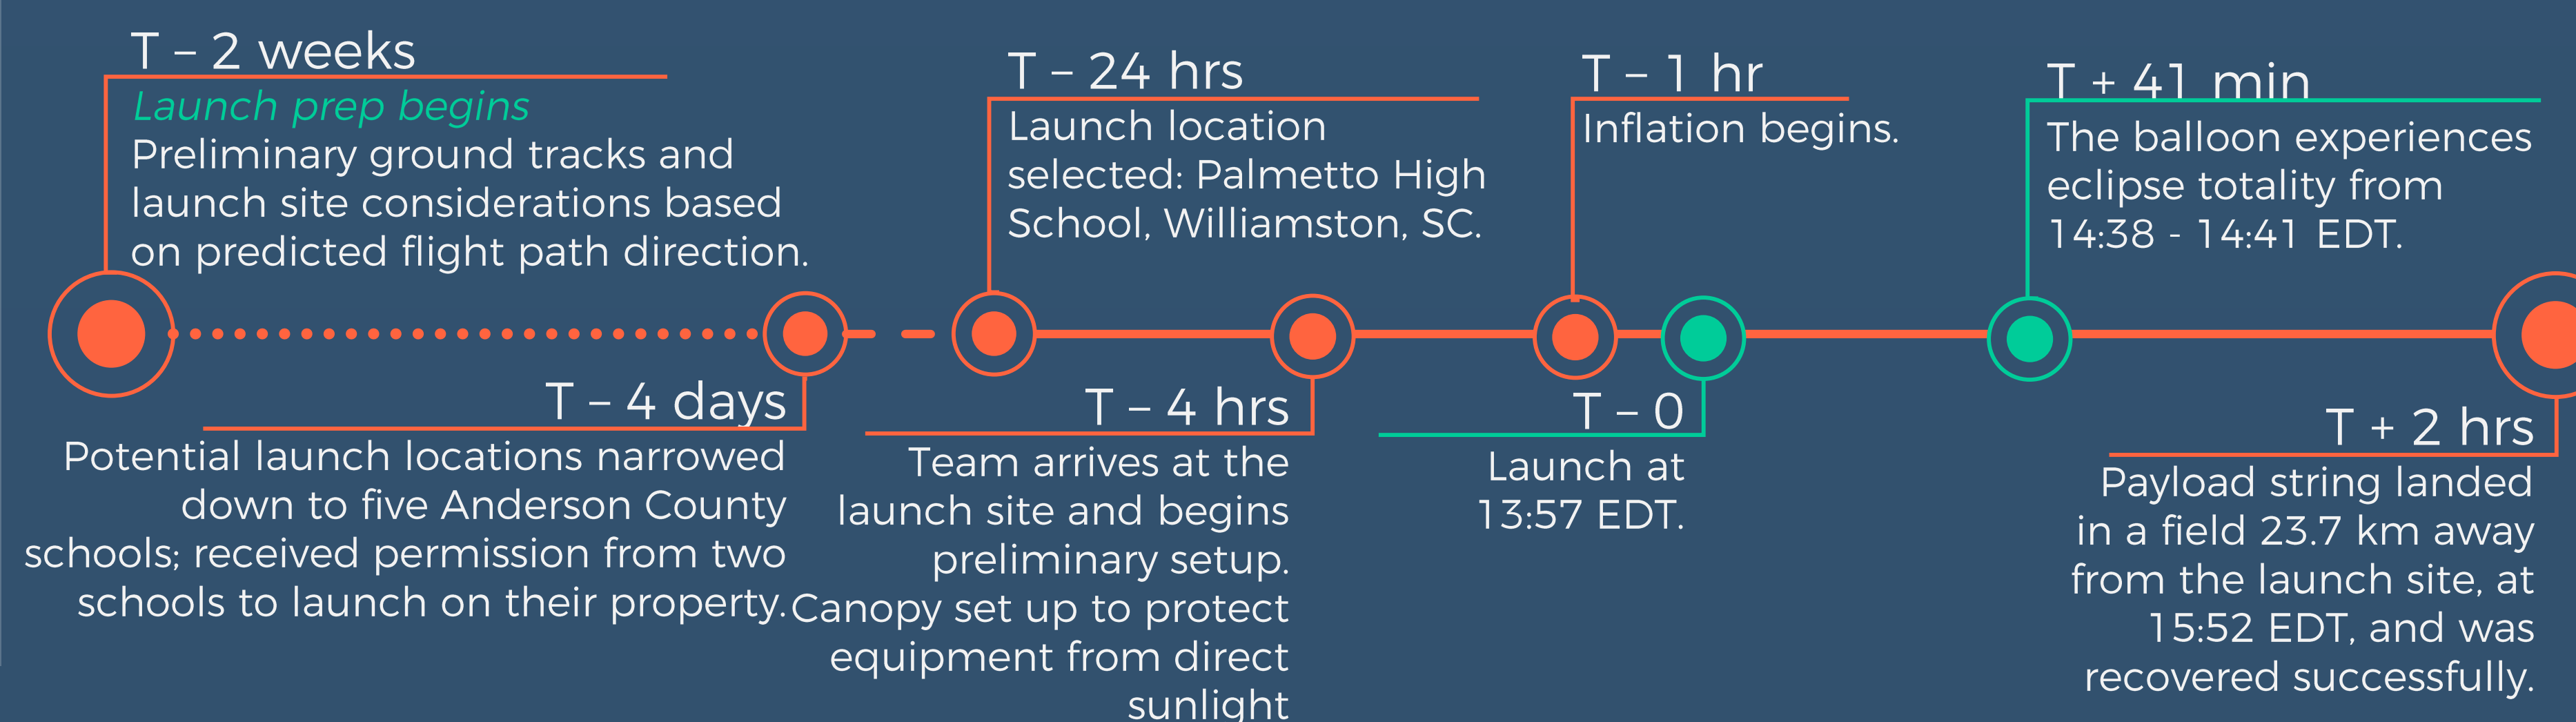 T – 2 weeks
Launch prep begins
Preliminary ground tracks and
launch site considerations based
on predicted flight path direction.
T – 4 days
Potential launch locations narrowed
down to five Anderson County
schools; received permission from two
schools to launch on their property.
T – 24 hrs
Launch location
selected: Palmetto High
School, Williamston, SC.
T – 4 hrs
Team arrives at the
launch site and begins
preliminary setup.
Canopy set up to protect
equipment from direct
sunlight
T – 1 hr
Inflation begins.
T – 0
Launch at
13:57 EDT.
T + 41 min
The balloon experiences
eclipse totality from
14:38 - 14:41 EDT.
T + 2 hrs
Payload string landed
in a field 23.7 km away
from the launch site, at
15:52 EDT, and was
recovered successfully.